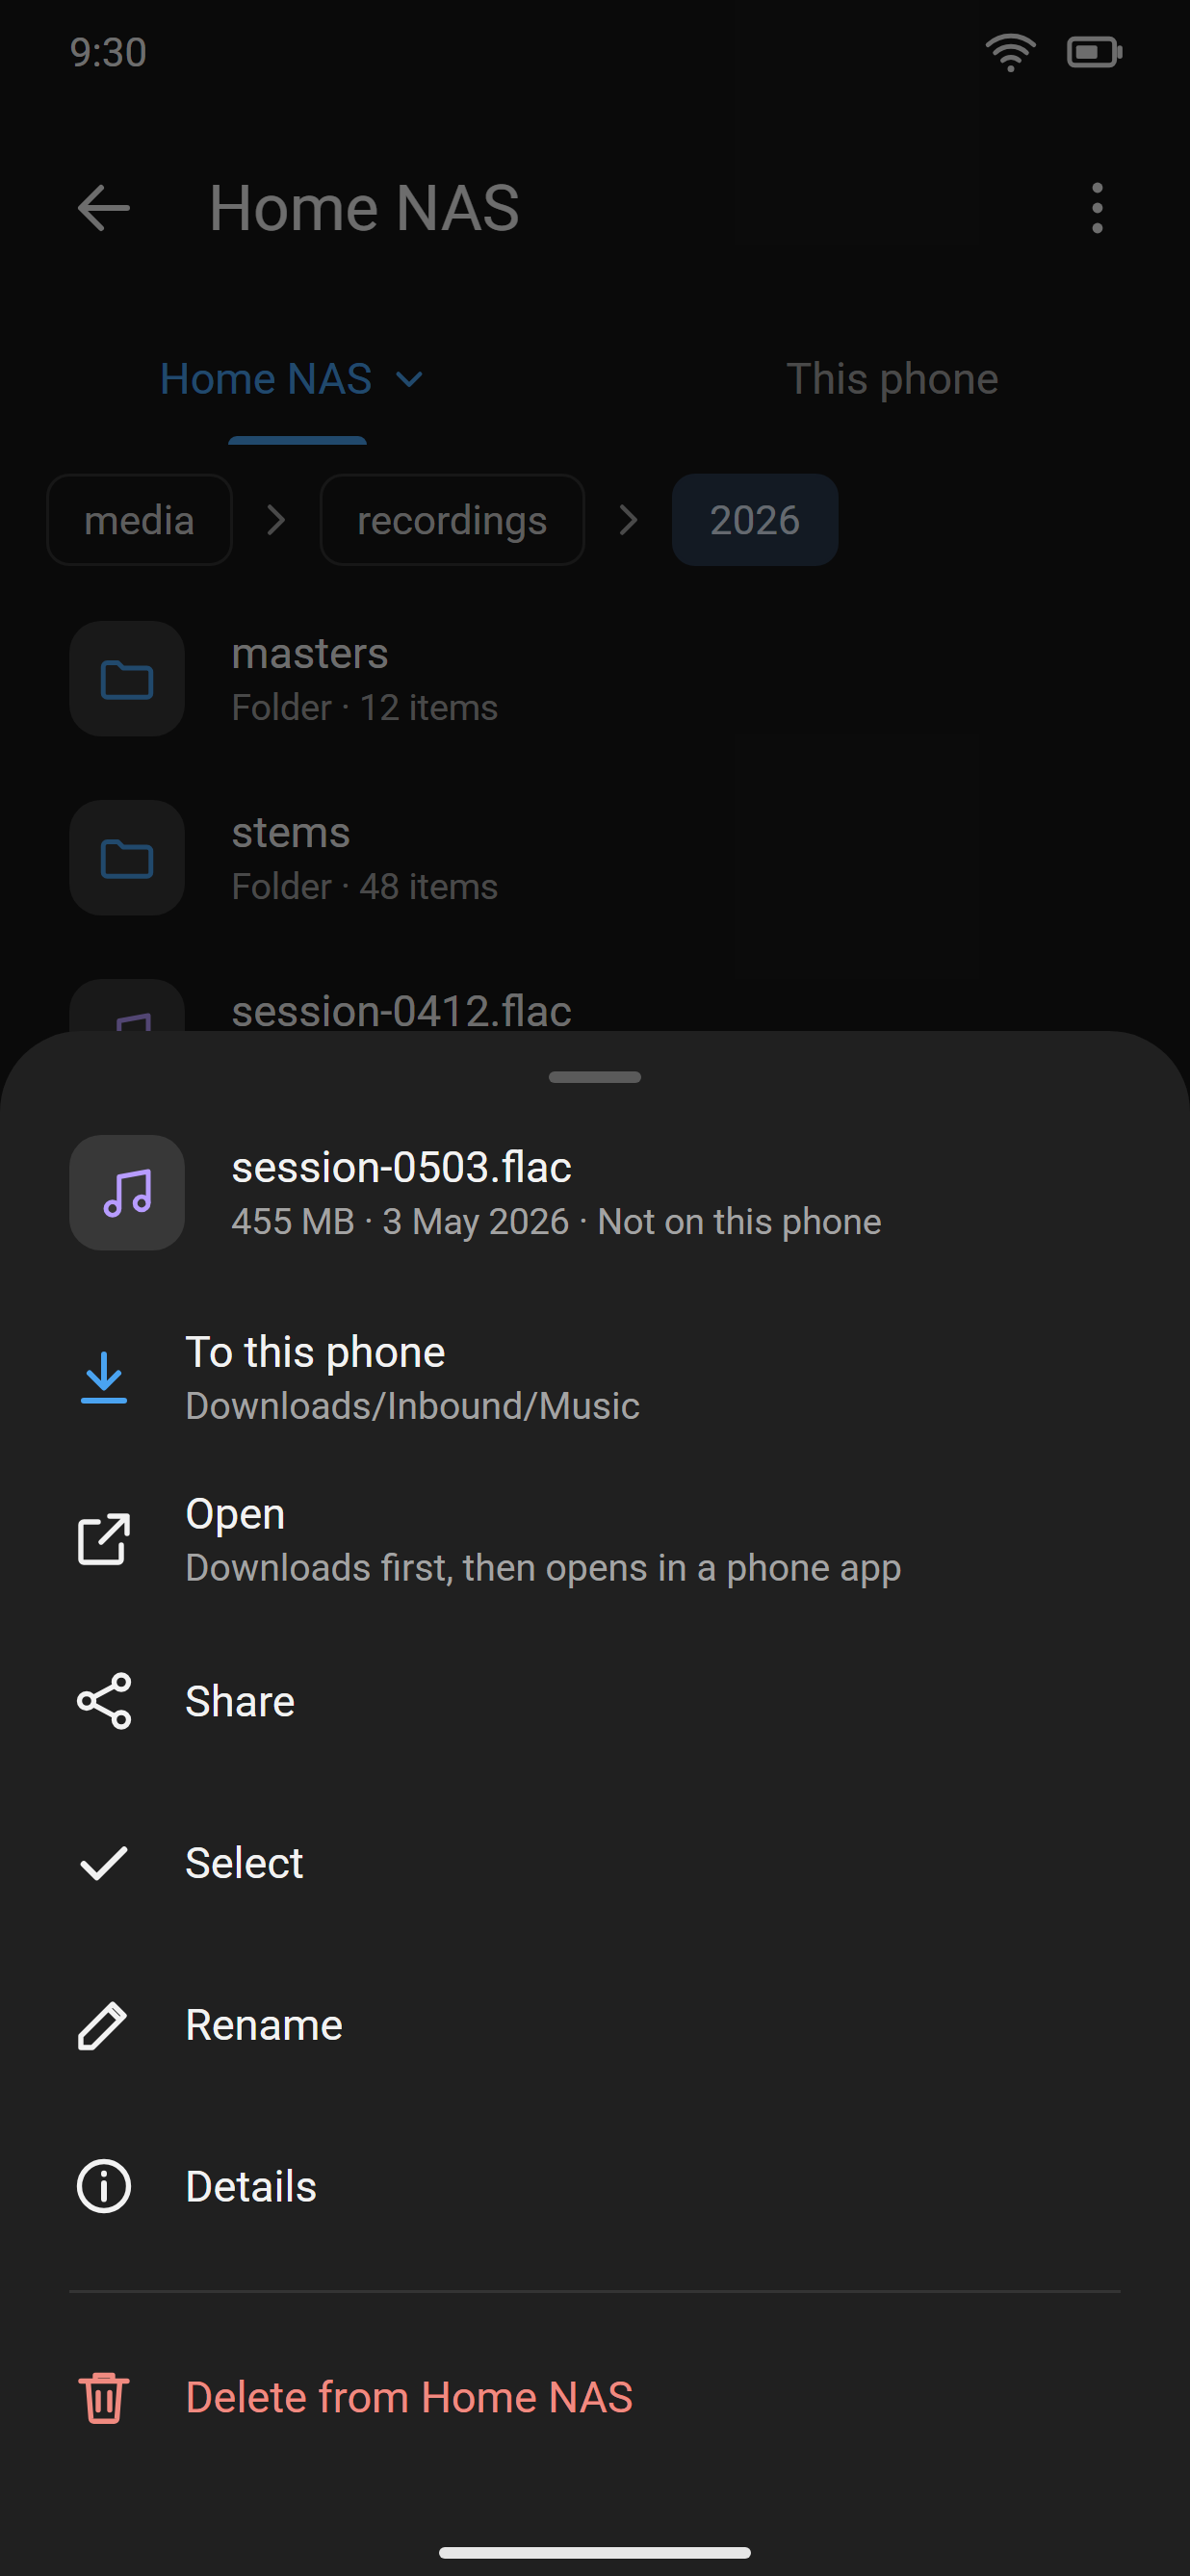 9:30
Home NAS
Home NAS
This phone
media
recordings
2026
masters
Folder · 12 items
stems
Folder · 48 items
session-0412.flac
session-0503.flac
455 MB · 3 May 2026 · Not on this phone
To this phone
Downloads/Inbound/Music
Open
Downloads first, then opens in a phone app
Share
Select
Rename
Details
Delete from Home NAS